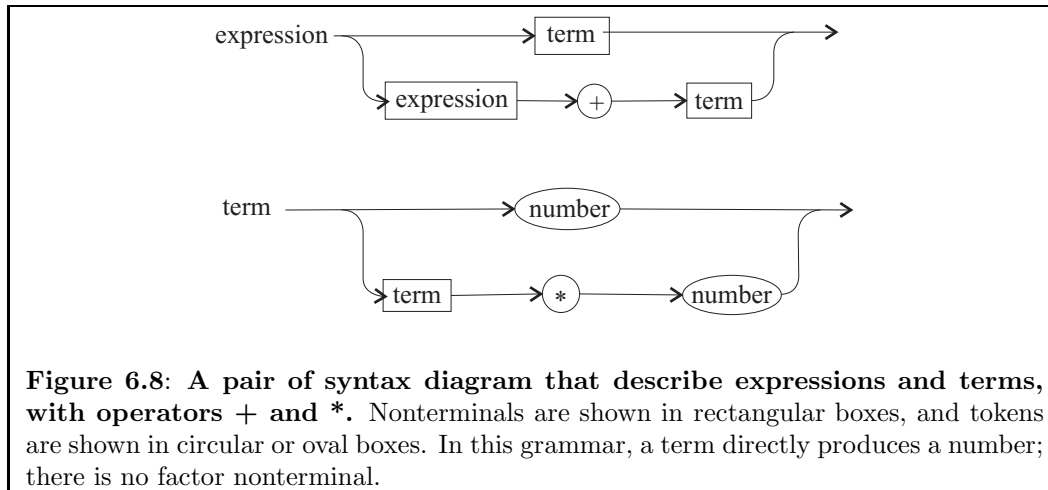 expression term
expression + term
term number
term * number
Figure 6.8: A pair of syntax diagram that describe expressions and terms,
with operators + and *. Nonterminals are shown in rectangular boxes, and tokens
are shown in circular or oval boxes. In this grammar, a term directly produces a number;
there is no factor nonterminal.